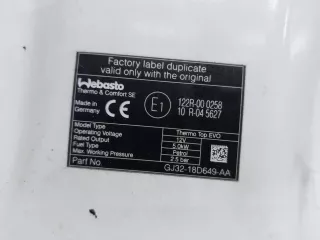 Factory label duplicate
valid only with the original
Webasto
Thermo & Comfort SE
Made in
Germany
CE
E1
122R-00 0258
10 R-04 5627
Model Type Thermo Top EVO
Operating Voltage 12V
Rated Output 5.0kW
Fuel Petrol
Max. Working Pressure 2.5 bar
Part No. GJ32-18D649-AA